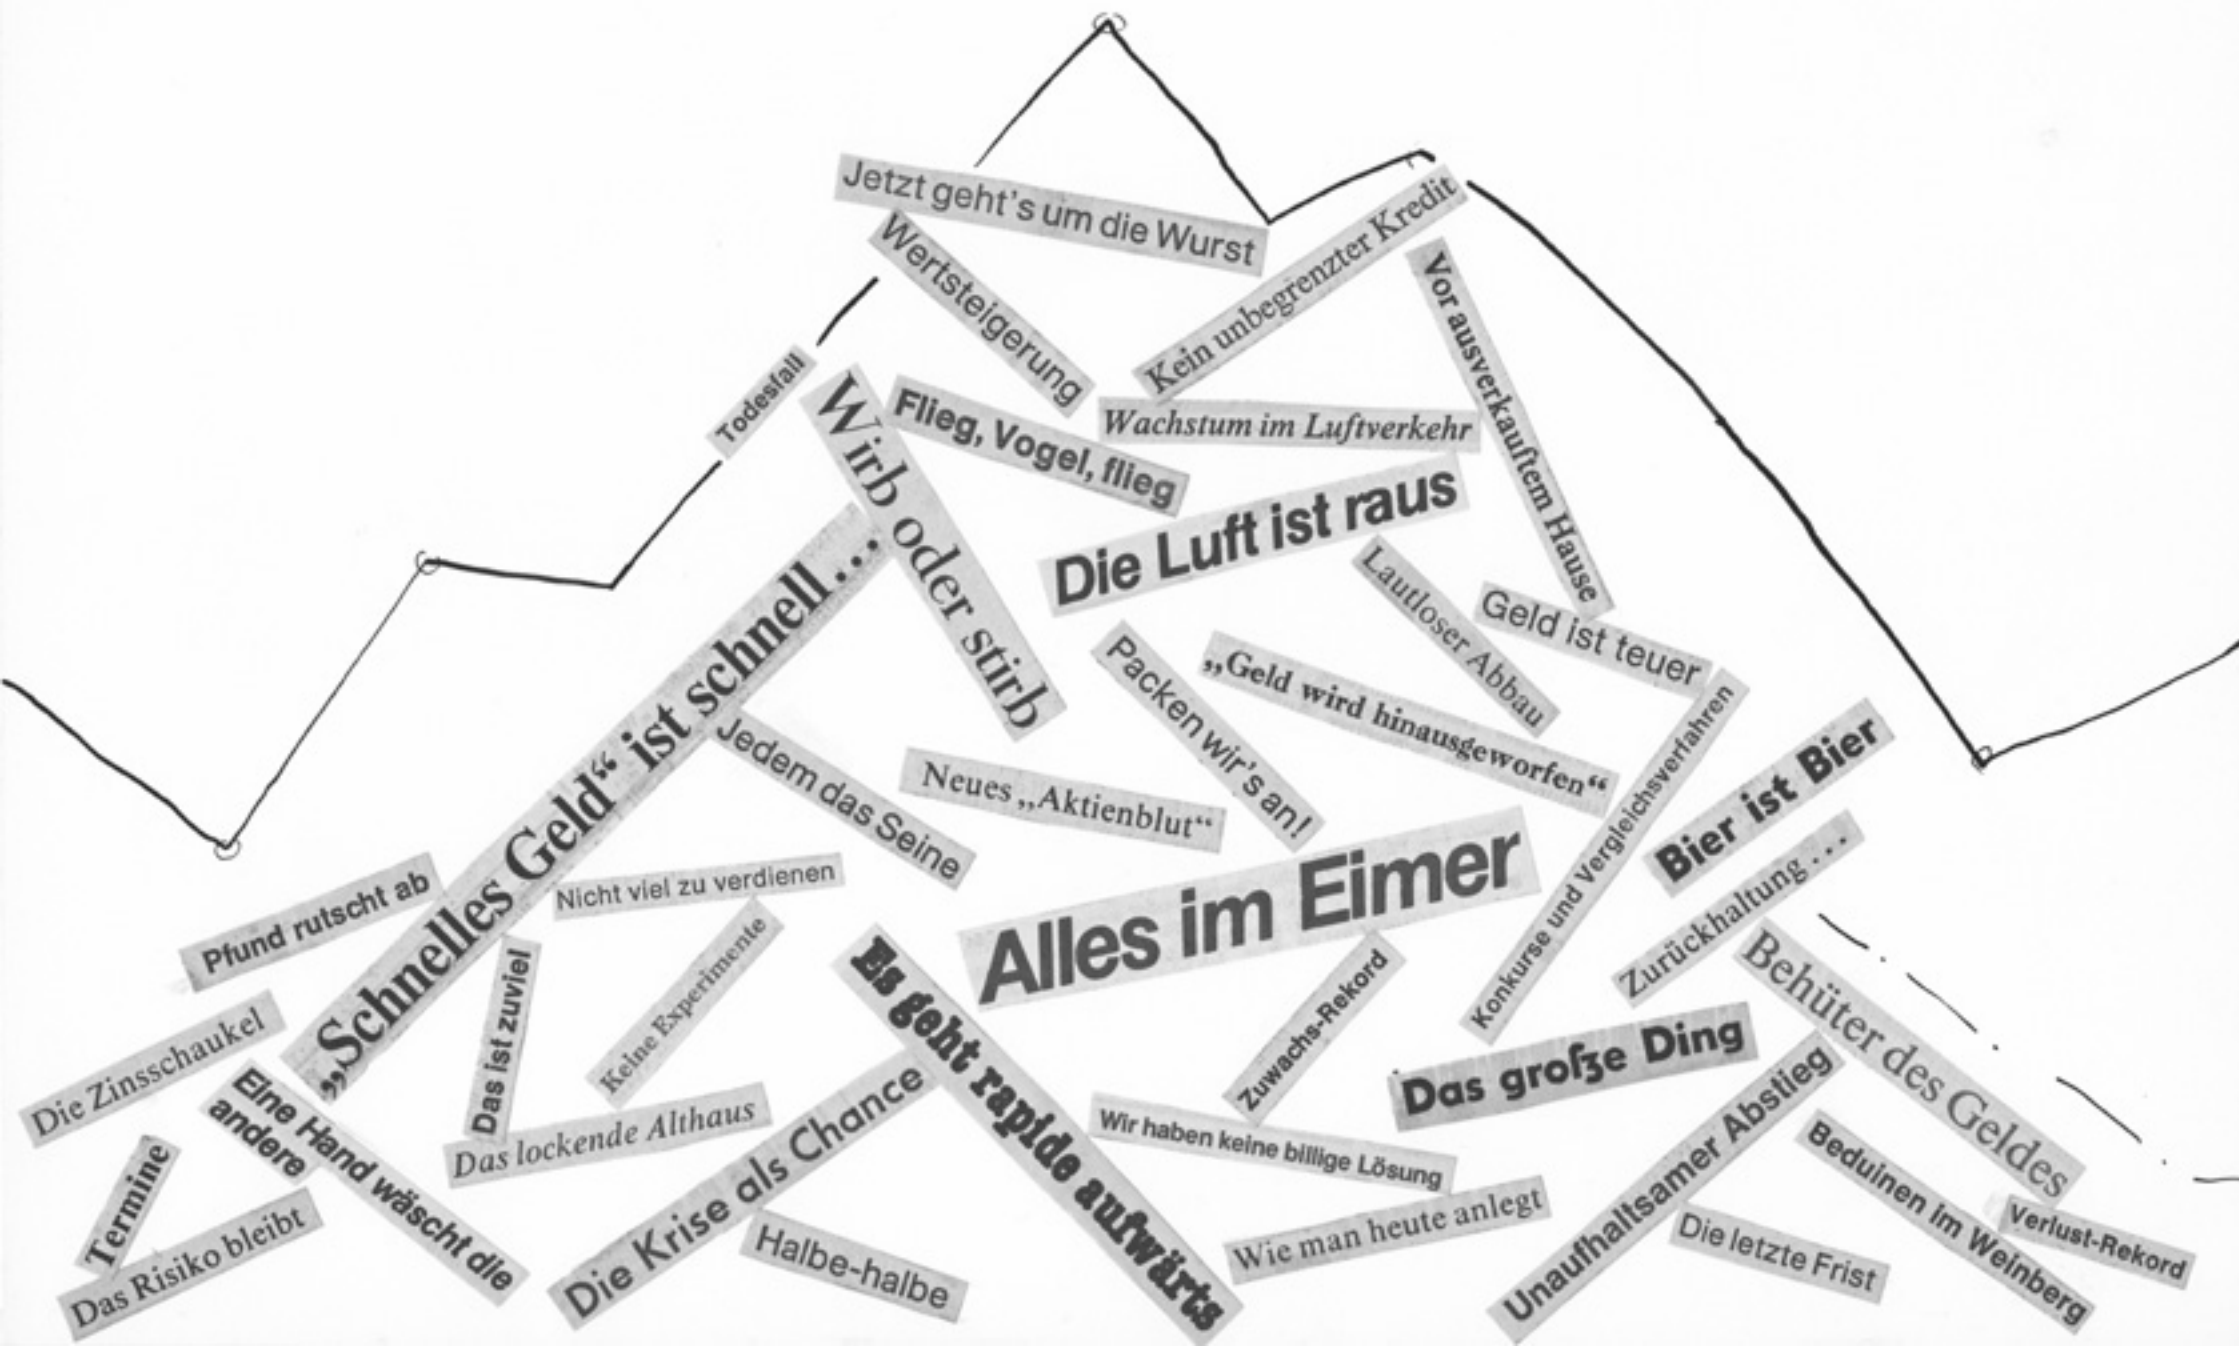 Jetzt geht's um die Wurst
Kein unbegrenzter Kredit
Wertsteigerung
Vor ausverkauftem Hause
Todesfall
Wirb oder stirb
Flieg, Vogel, flieg
Wachstum im Luftverkehr
Die Luft ist raus
„Schnelles Geld“ ist schnell ...
Lautloser Abbau
Geld ist teuer
Packen wir's an!
„Geld wird hinausgeworfen“
Konkurse und Vergleichsverfahren
Jedem das Seine
Neues „Aktienblut“
Bier ist Bier
Alles im Eimer
Zurückhaltung ...
Pfund rutscht ab
Nicht viel zu verdienen
Das ist zuviel
Keine Experimente
Es geht rapide aufwärts
Zuwachs-Rekord
Behüter des Geldes
Die Zinsschaukel
Das große Ding
Eine Hand wäscht die
andere
Das lockende Althaus
Die Krise als Chance
Wir haben keine billige Lösung
Unaufhaltsamer Abstieg
Beduinen im Weinberg
Termine
Das Risiko bleibt
Halbe-halbe
Wie man heute anlegt
Die letzte Frist
Verlust-Rekord